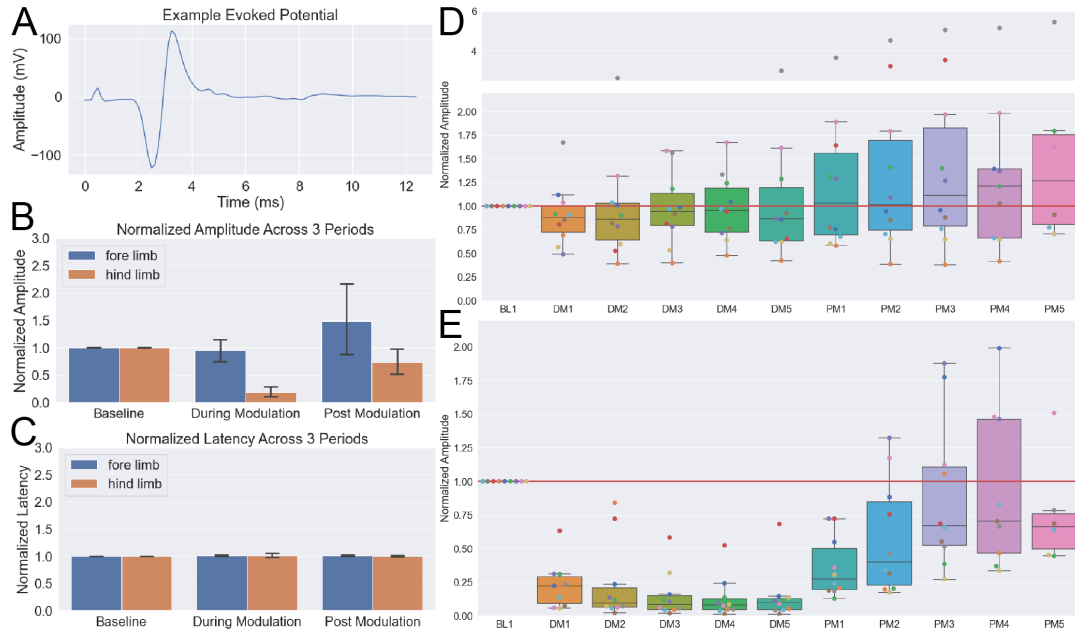 A
Example Evoked Potential
Amplitude (mV)
100
0
−100
0 2 4 6 8 10 12
Time (ms)
B
Normalized Amplitude Across 3 Periods
Normalized Amplitude
3.0
2.5
2.0
1.5
1.0
0.5
0.0
fore limb
hind limb
Baseline During Modulation Post Modulation
C
Normalized Latency Across 3 Periods
Normalized Latency
3.0
2.5
2.0
1.5
1.0
0.5
0.0
fore limb
hind limb
Baseline During Modulation Post Modulation
D
Normalized Amplitude
6
4
2.00
1.75
1.50
1.25
1.00
0.75
0.50
0.25
0.00
BL1 DM1 DM2 DM3 DM4 DM5 PM1 PM2 PM3 PM4 PM5
E
Normalized Amplitude
2.00
1.75
1.50
1.25
1.00
0.75
0.50
0.25
0.00
BL1 DM1 DM2 DM3 DM4 DM5 PM1 PM2 PM3 PM4 PM5